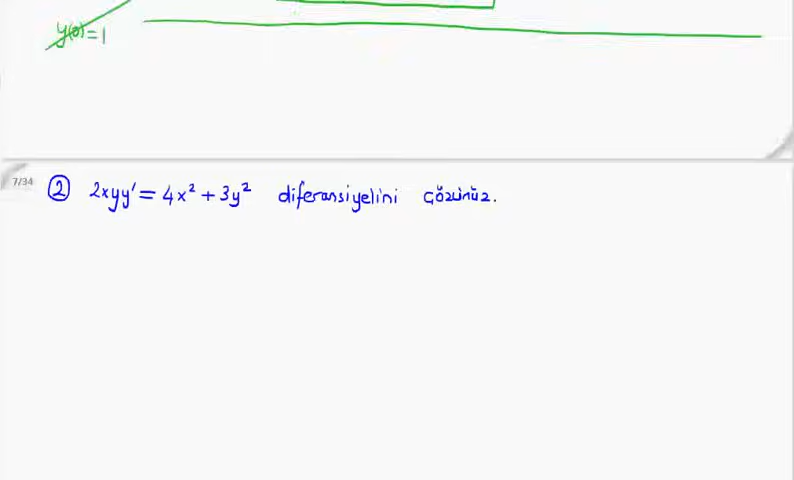 y(0)=1
7/34
② 2xyy' = 4x² + 3y² diferansiyelini çözünüz.